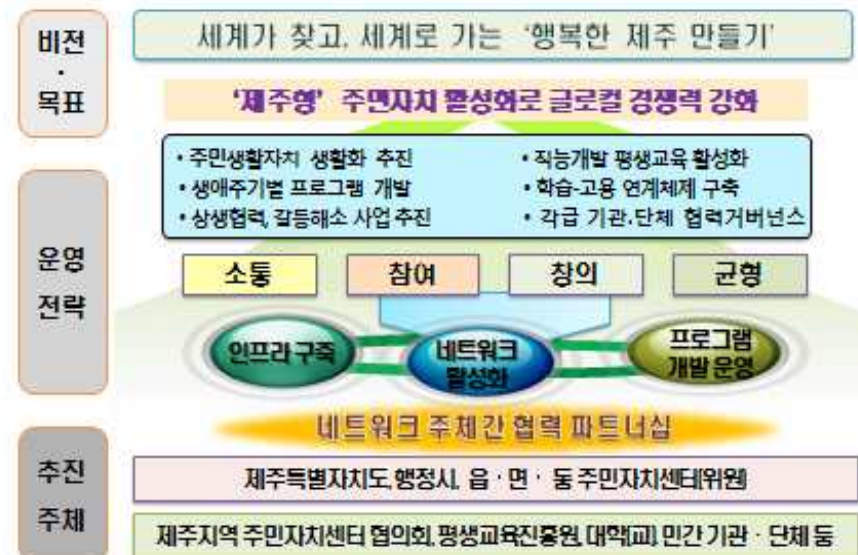 비전
·
목표
세계가 찾고, 세계로 가는 ‘행복한 제주 만들기’
‘제주형’ 주민자치 활성화로 글로컬 경쟁력 강화
• 주민생활자치 생활화 추진
• 생애주기별 프로그램 개발
• 상생협력, 갈등해소 사업 추진
• 직능개발 평생교육 활성화
• 학습-고용 연계체제 구축
• 각급 기관·단체 협력거버넌스
운영
전략
소통
참여
창의
균형
인프라 구축
네트워크
활성화
프로그램
개발 운영
네트워크 주체간 협력 파트너십
추진
주체
제주특별자치도, 행정시, 읍 · 면 · 동 주민자치센터(위원)
제주지역 주민자치센터 협의회, 평생교육진흥원, 대학(교), 민간 기관 · 단체 등